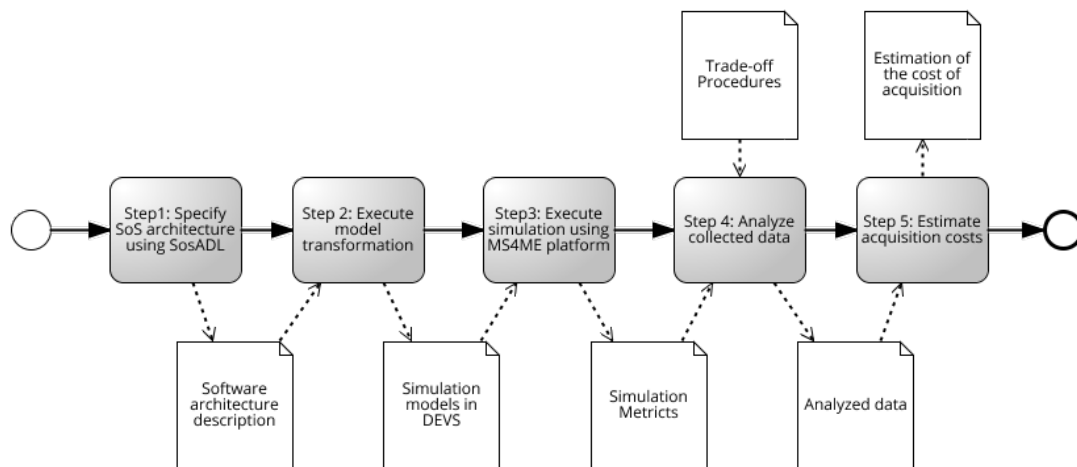 Trade-off
Procedures
Estimation of
the cost of
acquisition
Step1: Specify
SoS architecture
using SosADL
Step 2: Execute
model
transformation
Step3: Execute
simulation using
MS4ME platform
Step 4: Analyze
collected data
Step 5: Estimate
acquisition costs
Software
architecture
description
Simulation
models in
DEVS
Simulation
Metricts
Analyzed data